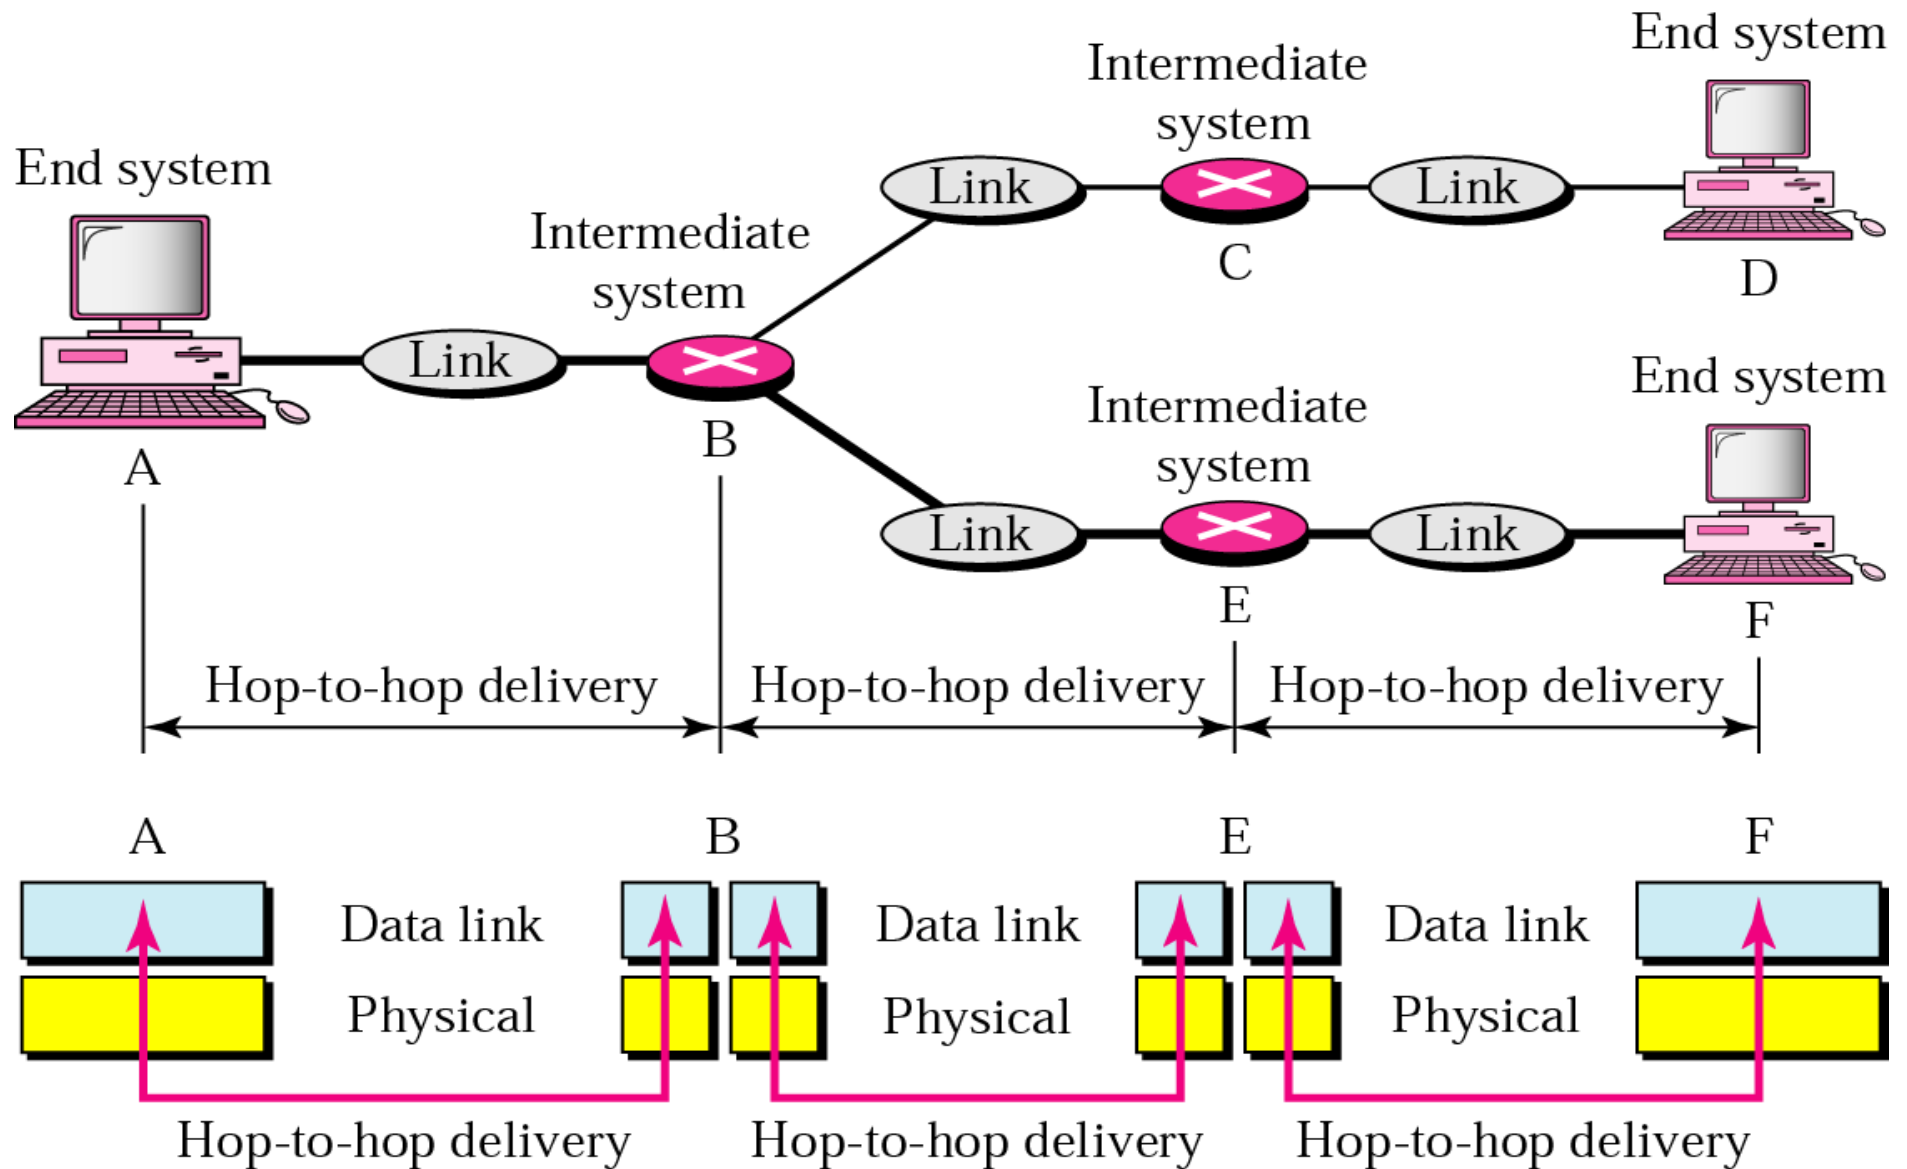 End system
Intermediate
system
End system
Link
Link
C
D
Intermediate
system
Link
B
A
End system
Intermediate
system
Link
Link
E
F
Hop-to-hop delivery
Hop-to-hop delivery
Hop-to-hop delivery
A
B
E
F
Data link
Data link
Data link
Physical
Physical
Physical
Hop-to-hop delivery
Hop-to-hop delivery
Hop-to-hop delivery